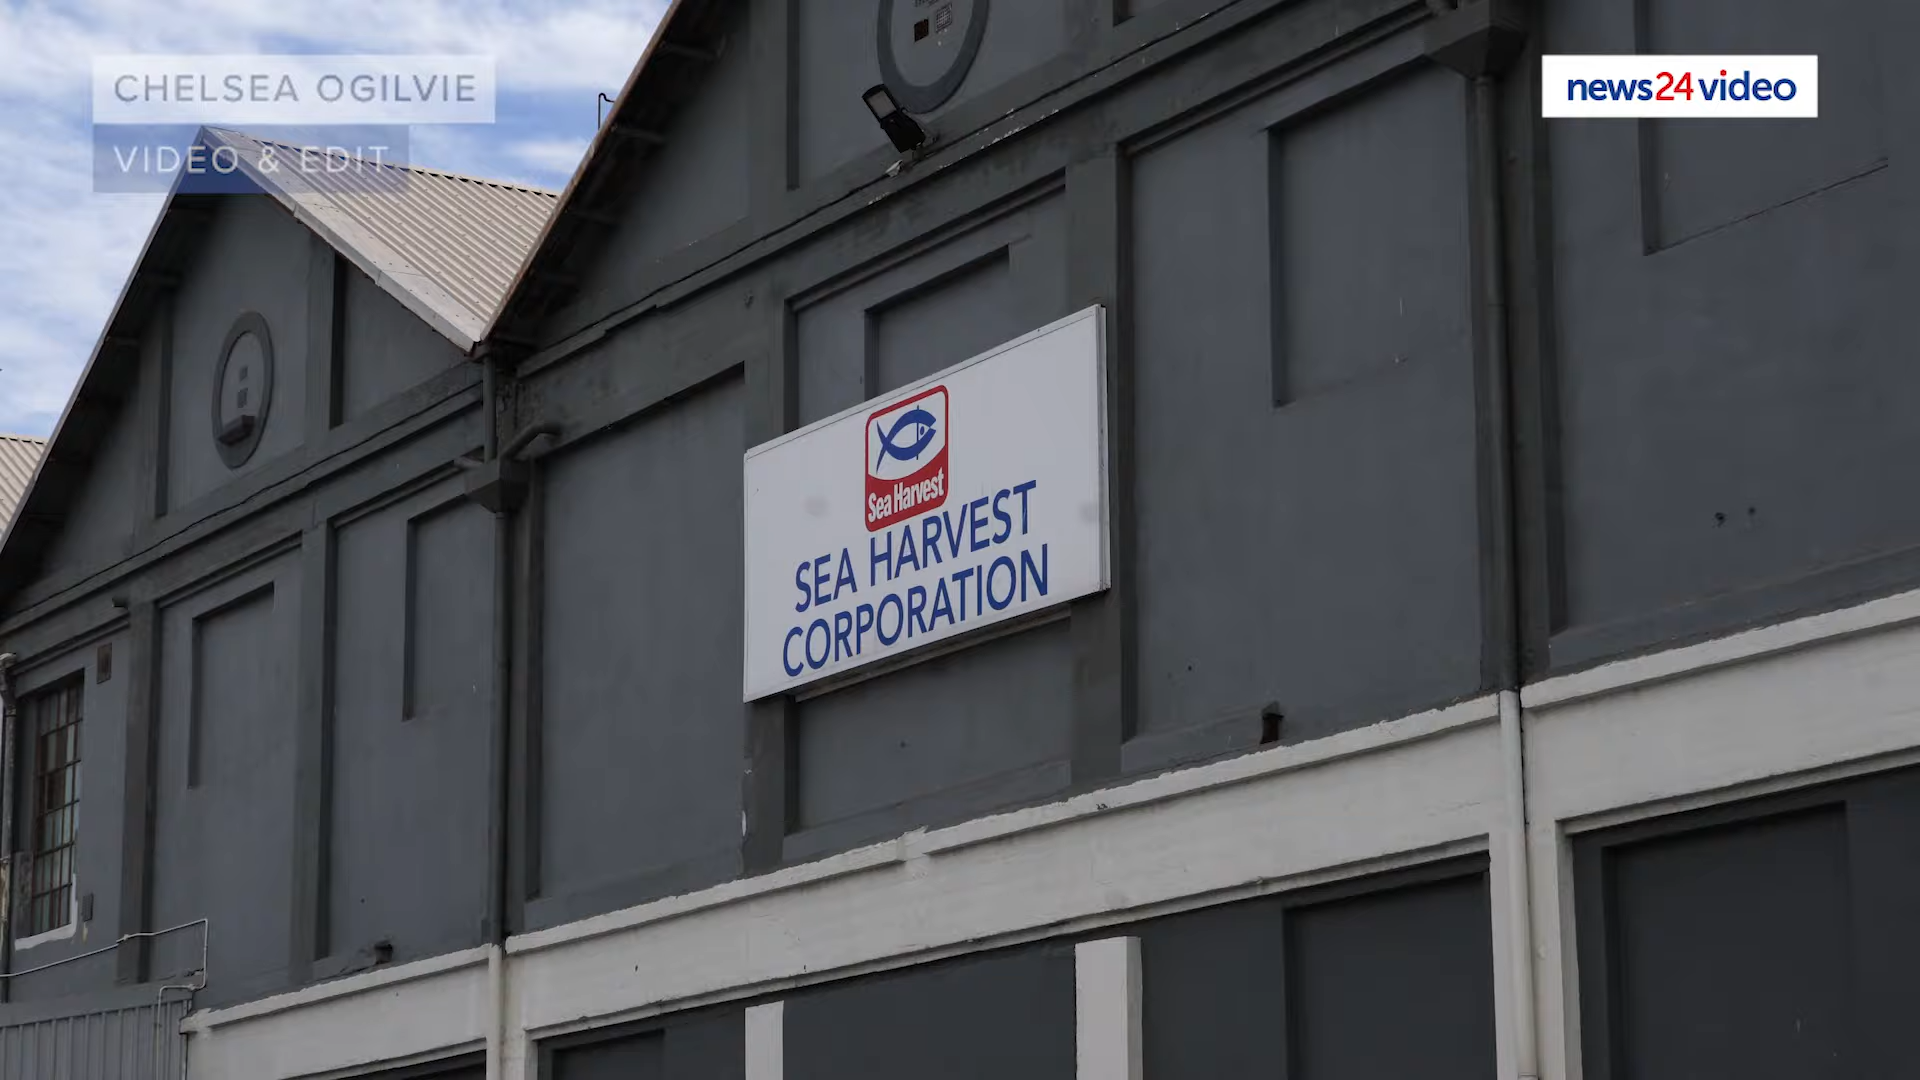 CHELSEA OGILVIE
VIDEO & EDIT
news24video
Sea Harvest
SEA HARVEST
CORPORATION